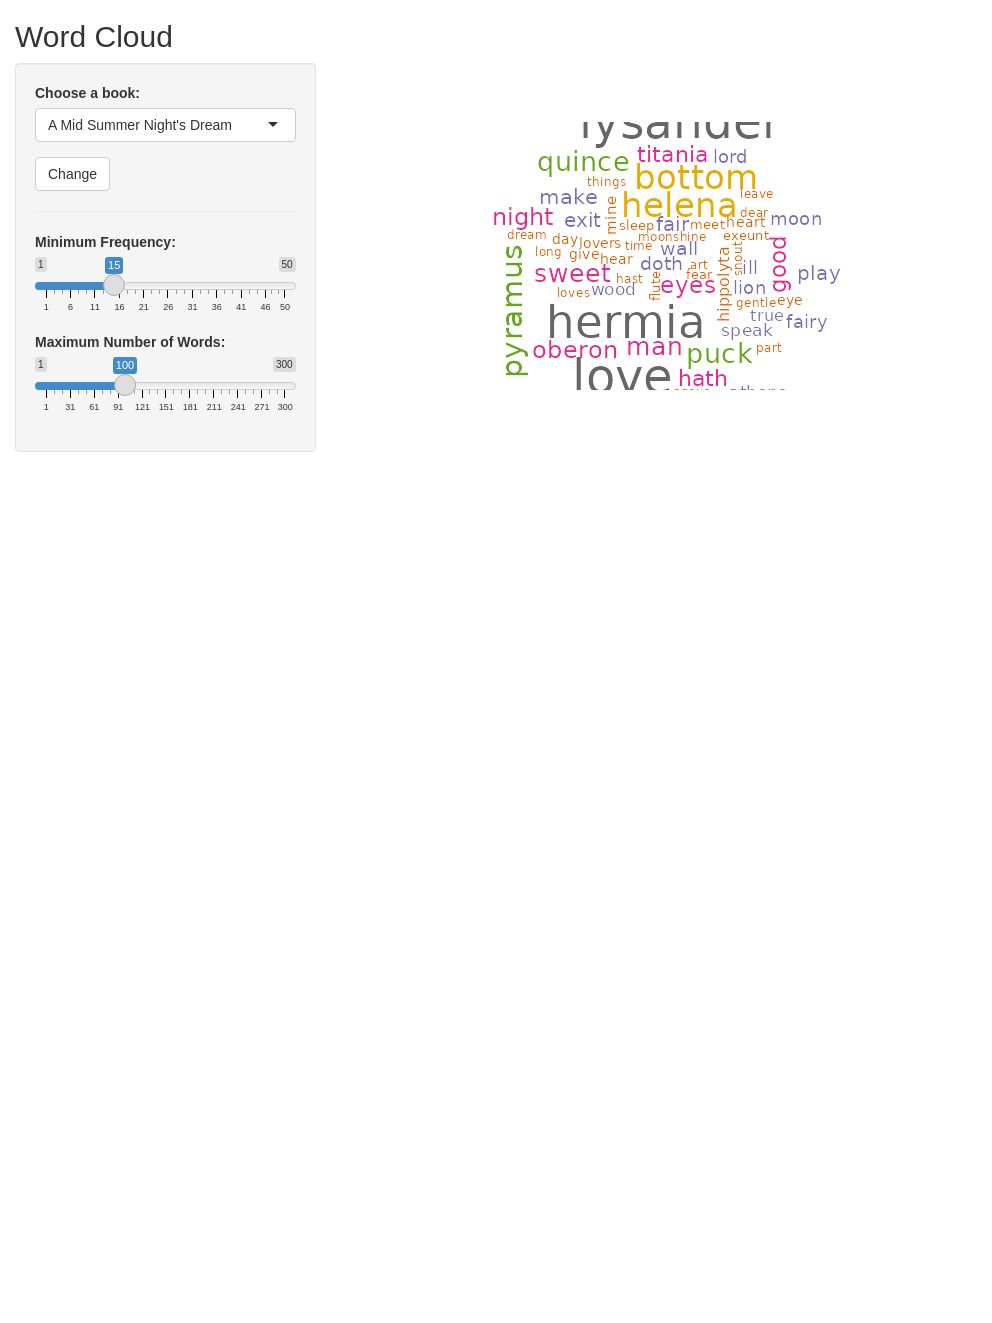 Word Cloud
Choose a book:
A Mid Summer Night's Dream
Change
Minimum Frequency:
1 15 50
1 6 11 16 21 26 31 36 41 46 50
Maximum Number of Words:
1 100 300
1 31 61 91 121 151 181 211 241 271 300
lysander
quince titania lord
things bottom
make mine helena leave
night exit sleep fair meet heart dear moon
dream day lovers time moonshine exeunt
long give hear wall
pyramus sweet hast doth art fear hippolyta snout ill good play
loves wood flute eyes lion
gentle eye
hermia true fairy
speak
oberon man puck part
love hath